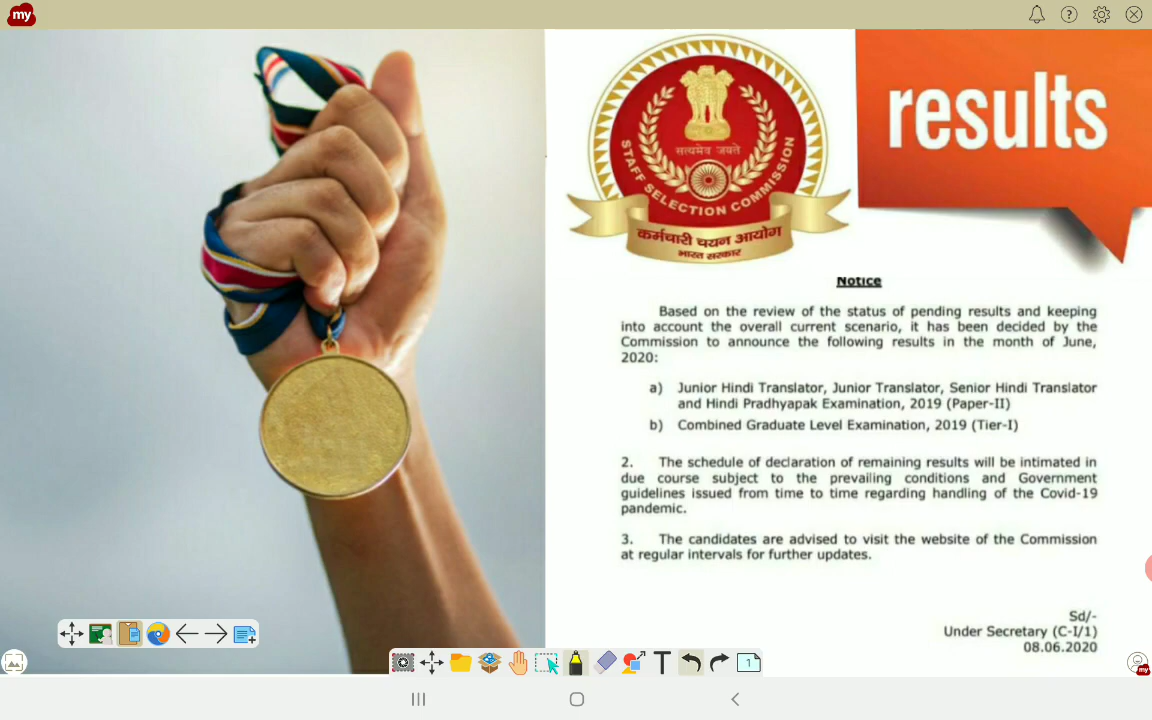 my
results
सत्यमेव जयते
STAFF SELECTION COMMISSION
कर्मचारी चयन आयोग
भारत सरकार
Notice
Based on the review of the status of pending results and keeping
into account the overall current scenario, it has been decided by the
Commission to announce the following results in the month of June,
2020:
a) Junior Hindi Translator, Junior Translator, Senior Hindi Translator
and Hindi Pradhyapak Examination, 2019 (Paper-II)
b) Combined Graduate Level Examination, 2019 (Tier-I)
2. The schedule of declaration of remaining results will be intimated in
due course subject to the prevailing conditions and Government
guidelines issued from time to time regarding handling of the Covid-19
pandemic.
3. The candidates are advised to visit the website of the Commission
at regular intervals for further updates.
Sd/-
Under Secretary (C-I/1)
08.06.2020
T
1
my